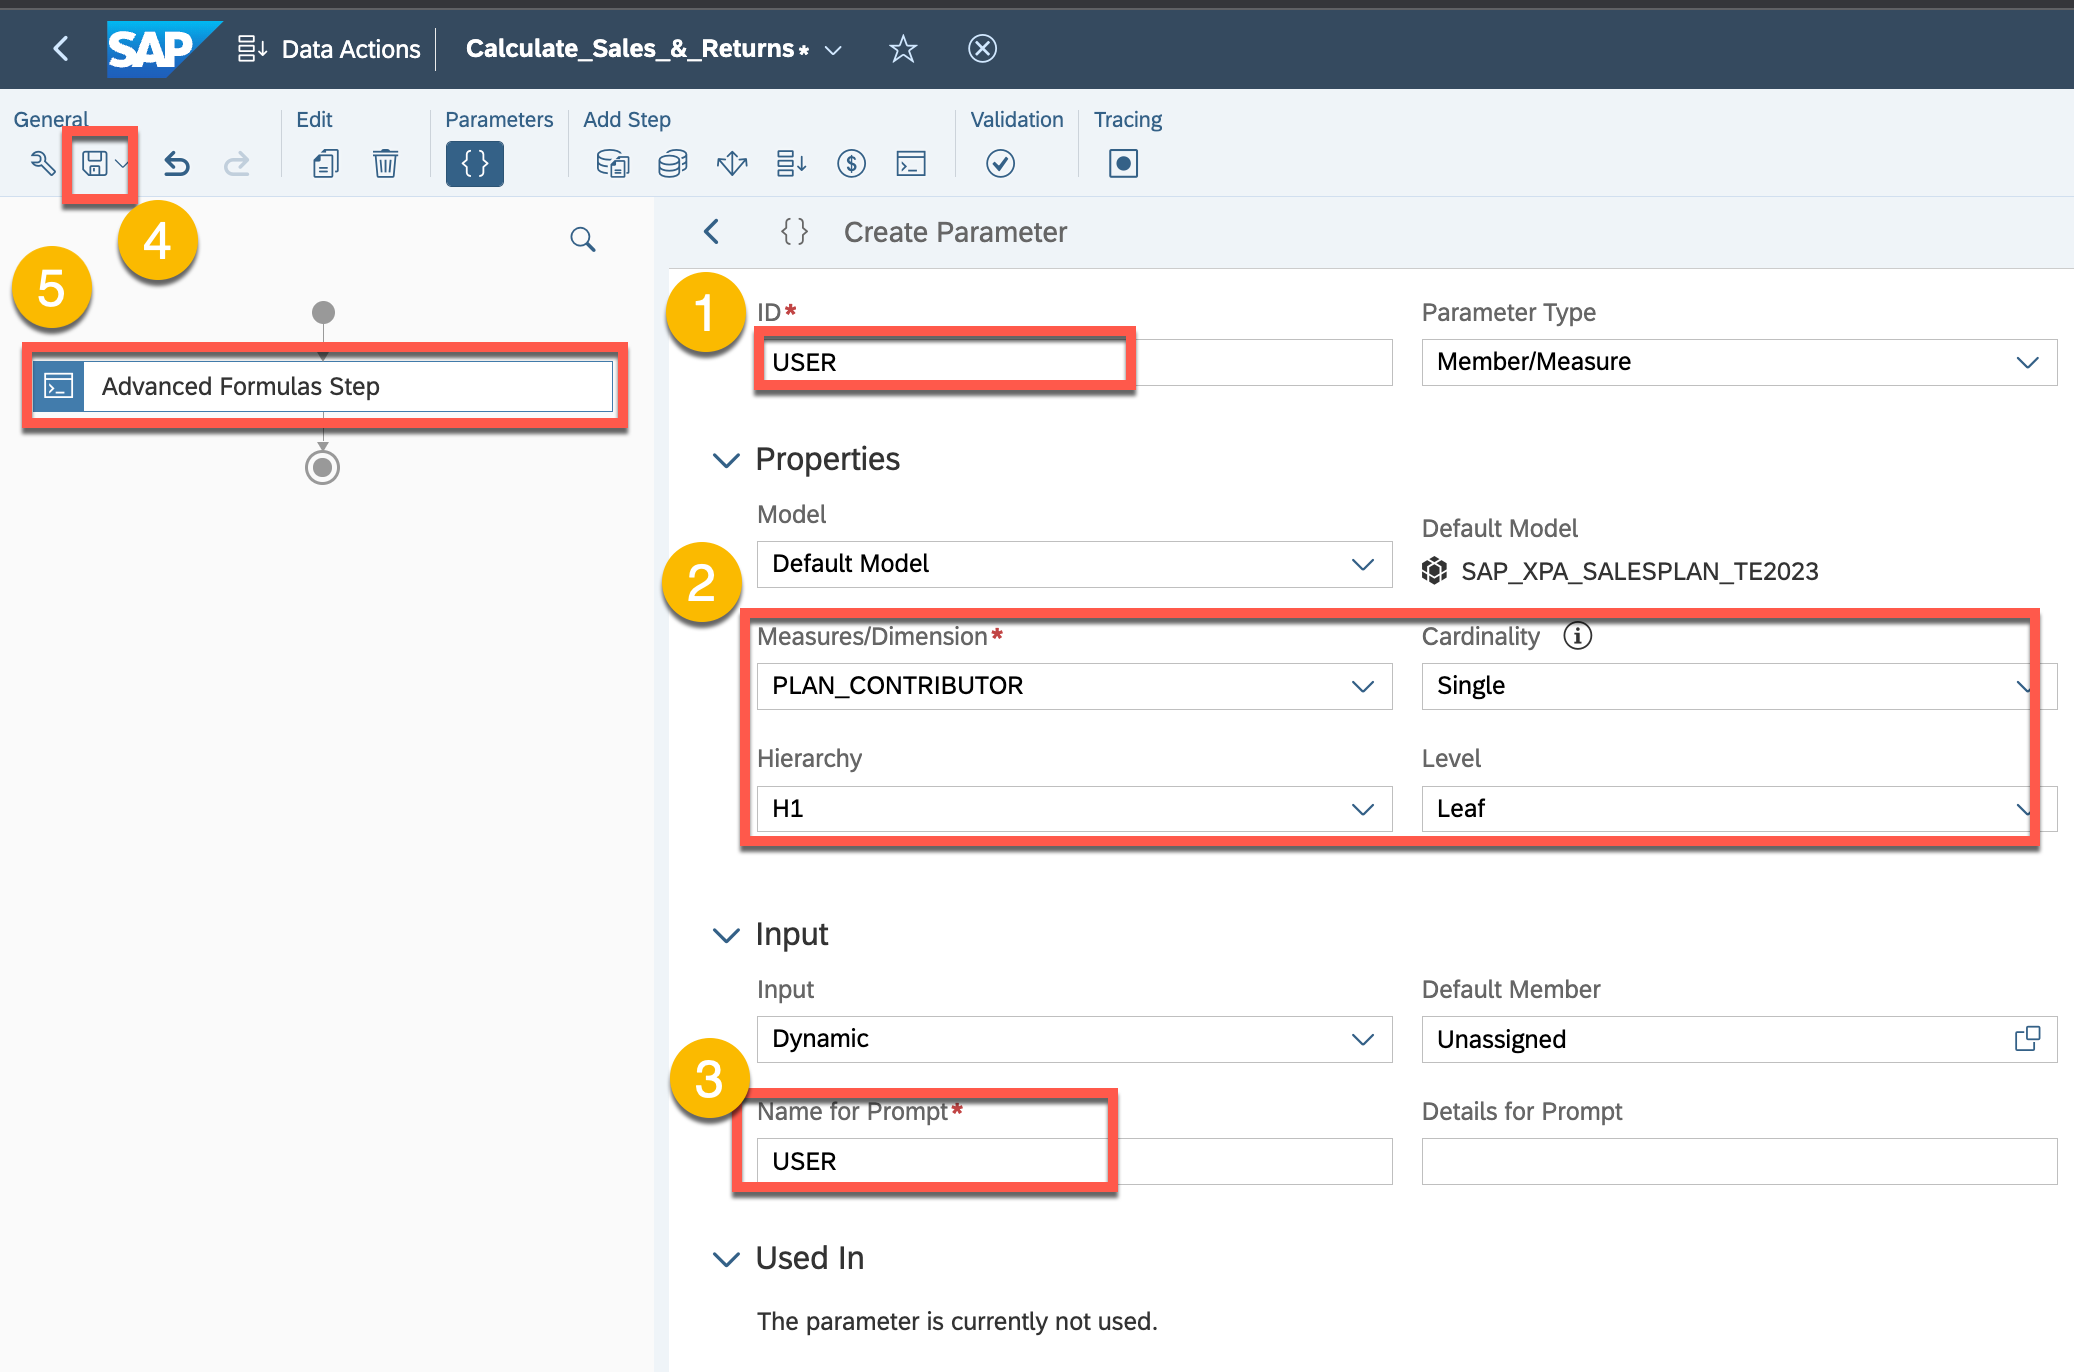 SAP Data Actions Calculate_Sales_&_Returns*
General Edit Parameters Add Step Validation Tracing
{ } $
4
5
{ } Create Parameter
Advanced Formulas Step
1
ID* Parameter Type
USER Member/Measure
Properties
Model Default Model
Default Model SAP_XPA_SALESPLAN_TE2023
2
Measures/Dimension* Cardinality i
PLAN_CONTRIBUTOR Single
Hierarchy Level
H1 Leaf
Input
Input Default Member
Dynamic Unassigned
3
Name for Prompt* Details for Prompt
USER
Used In
The parameter is currently not used.